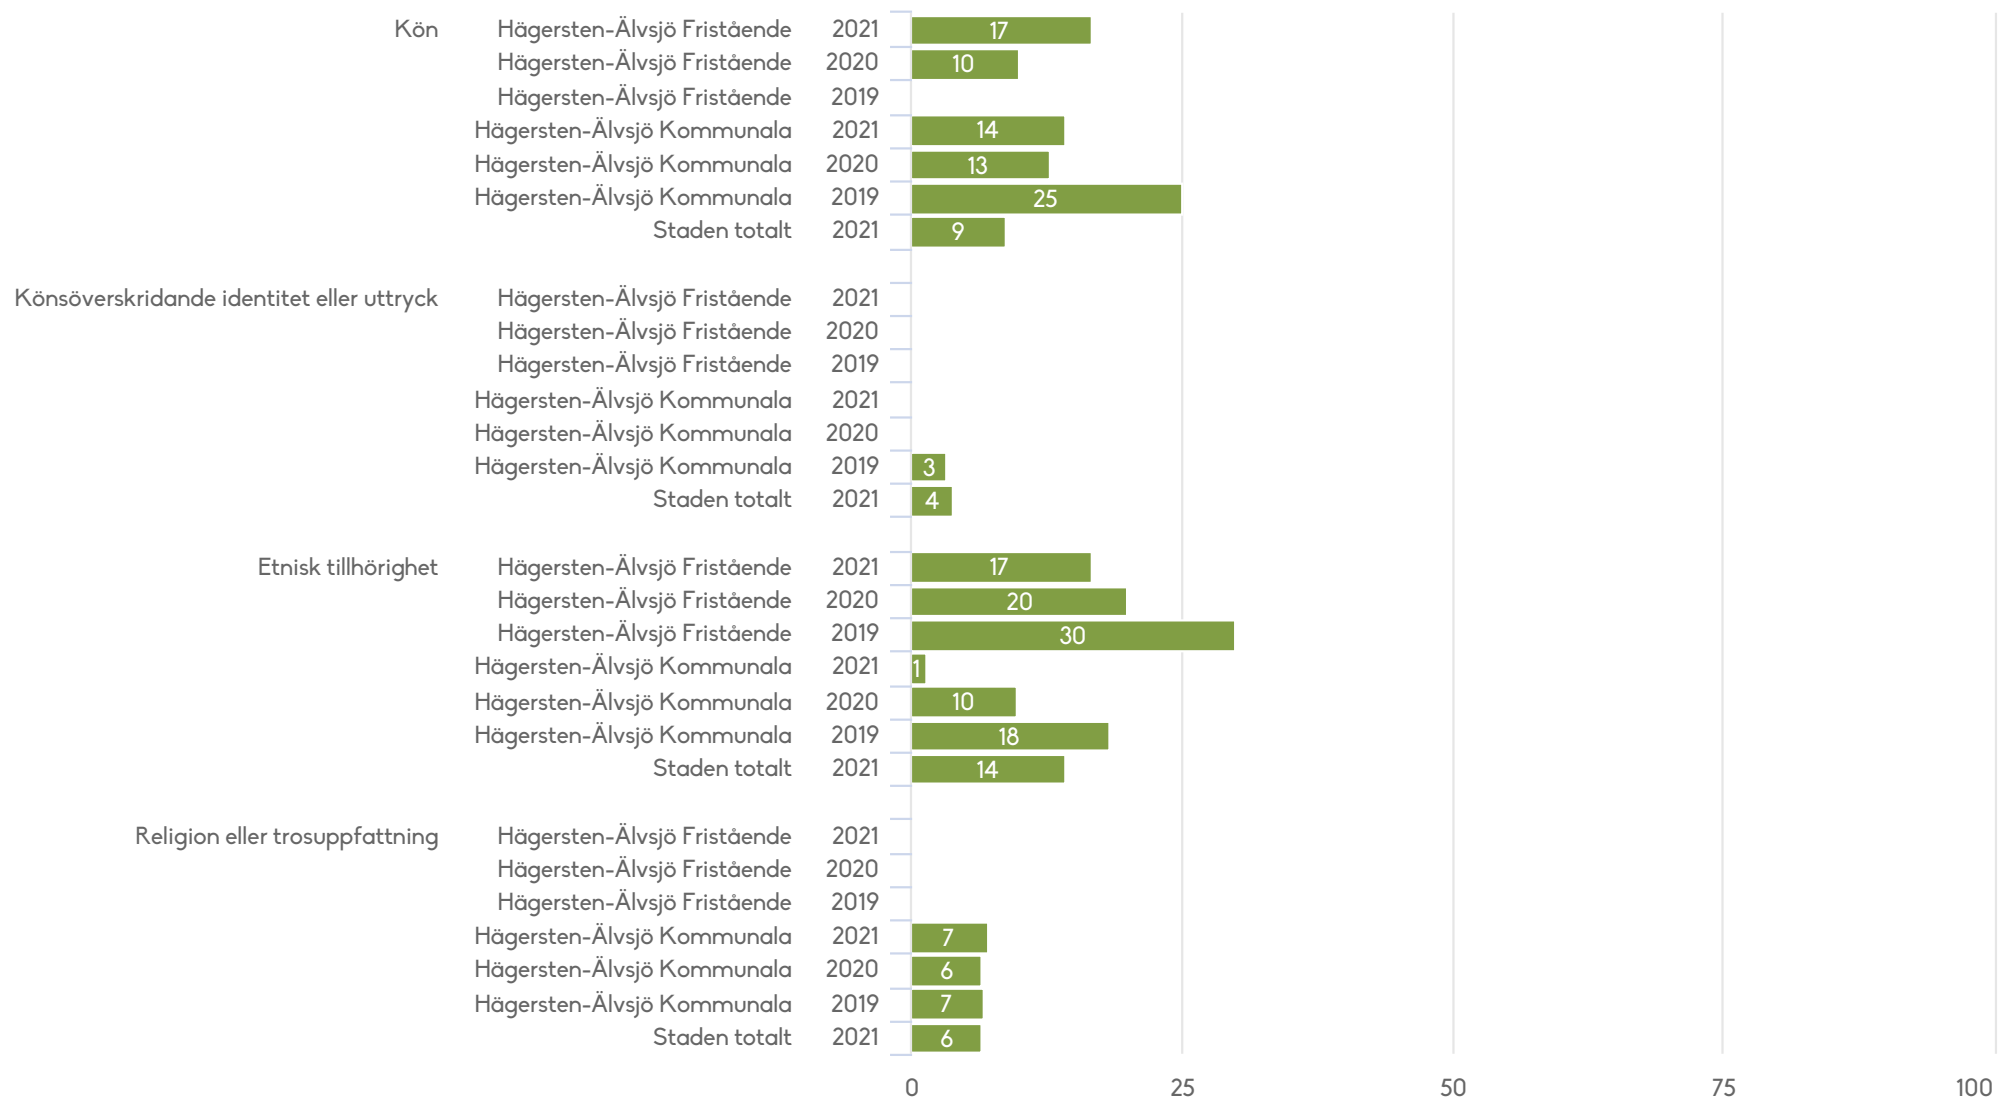 Kön Hägersten-Älvsjö Fristående 2021 17
Hägersten-Älvsjö Fristående 2020 10
Hägersten-Älvsjö Fristående 2019
Hägersten-Älvsjö Kommunala 2021 14
Hägersten-Älvsjö Kommunala 2020 13
Hägersten-Älvsjö Kommunala 2019 25
Staden totalt 2021 9
Könsöverskridande identitet eller uttryck Hägersten-Älvsjö Fristående 2021
Hägersten-Älvsjö Fristående 2020
Hägersten-Älvsjö Fristående 2019
Hägersten-Älvsjö Kommunala 2021
Hägersten-Älvsjö Kommunala 2020
Hägersten-Älvsjö Kommunala 2019 3
Staden totalt 2021 4
Etnisk tillhörighet Hägersten-Älvsjö Fristående 2021 17
Hägersten-Älvsjö Fristående 2020 20
Hägersten-Älvsjö Fristående 2019 30
Hägersten-Älvsjö Kommunala 2021 1
Hägersten-Älvsjö Kommunala 2020 10
Hägersten-Älvsjö Kommunala 2019 18
Staden totalt 2021 14
Religion eller trosuppfattning Hägersten-Älvsjö Fristående 2021
Hägersten-Älvsjö Fristående 2020
Hägersten-Älvsjö Fristående 2019
Hägersten-Älvsjö Kommunala 2021 7
Hägersten-Älvsjö Kommunala 2020 6
Hägersten-Älvsjö Kommunala 2019 7
Staden totalt 2021 6
0 25 50 75 100